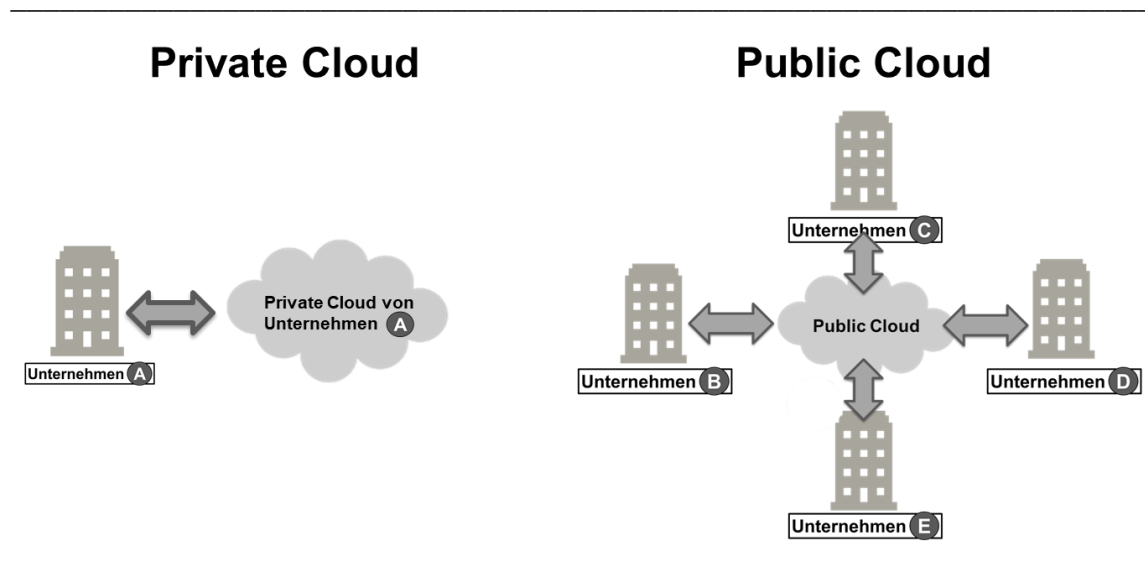 Private Cloud
Private Cloud von
Unternehmen A
Unternehmen A
Public Cloud
Unternehmen C
Public Cloud
Unternehmen B
Unternehmen D
Unternehmen E